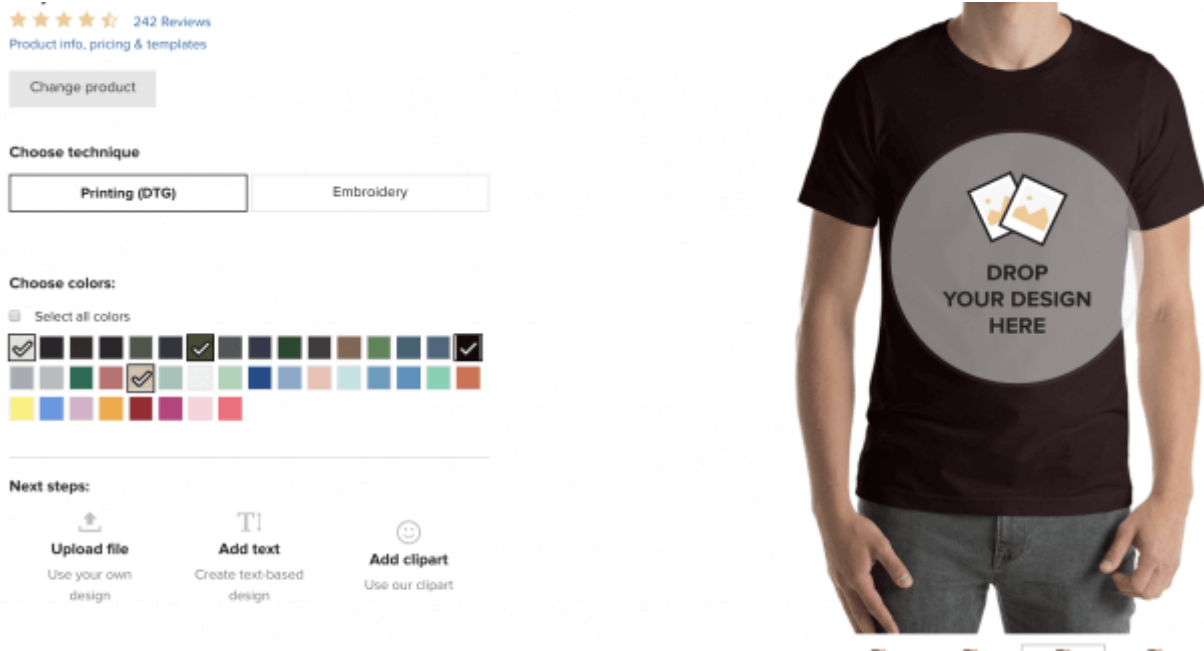 242 Reviews
Product info, pricing & templates
Change product
Choose technique
Printing (DTG)
Embroidery
Choose colors:
Select all colors
Next steps:
Upload file
Use your own
design
Add text
Create text-based
design
Add clipart
Use our clipart
DROP
YOUR DESIGN
HERE